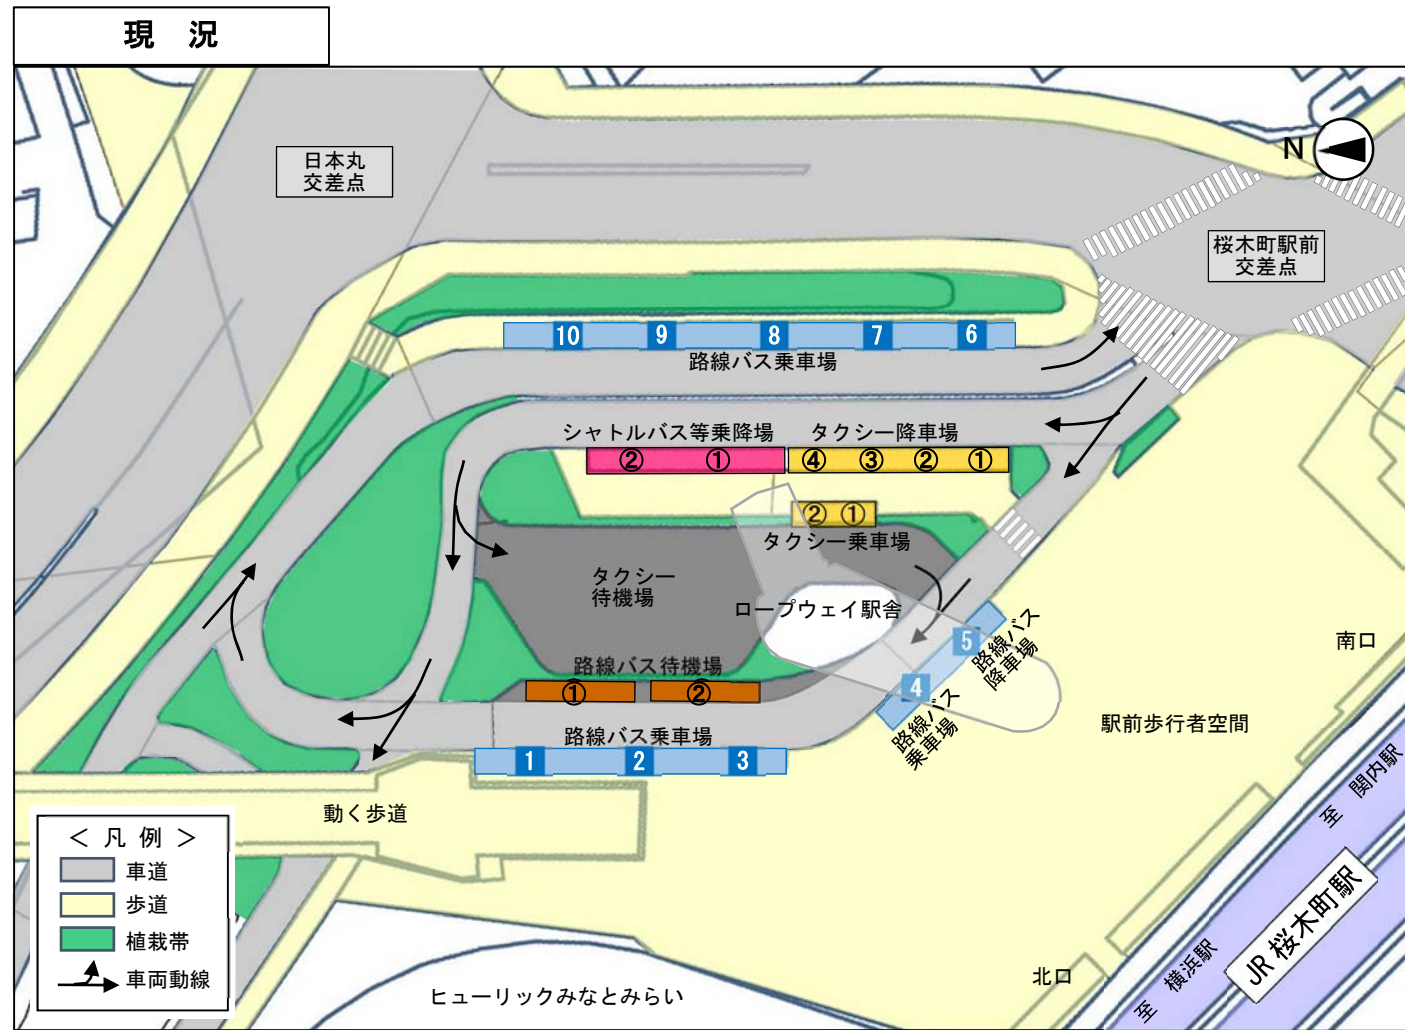 現 況
日本丸
交差点
N
桜木町駅前
交差点
10 9 8 7 6
路線バス乗車場
シャトルバス等乗降場 タクシー降車場
② ① ④ ③ ② ①
② ①
タクシー乗車場
タクシー
待機場
ロープウェイ駅舎
5
路線バス
降車場
4
路線バス
乗車場
路線バス待機場
① ②
路線バス乗車場
1 2 3
南口
駅前歩行者空間
動く歩道
至 関内駅
JR 桜木町駅
至 横浜駅
北口
ヒューリックみなとみらい
＜ 凡 例 ＞
車道
歩道
植栽帯
車両動線